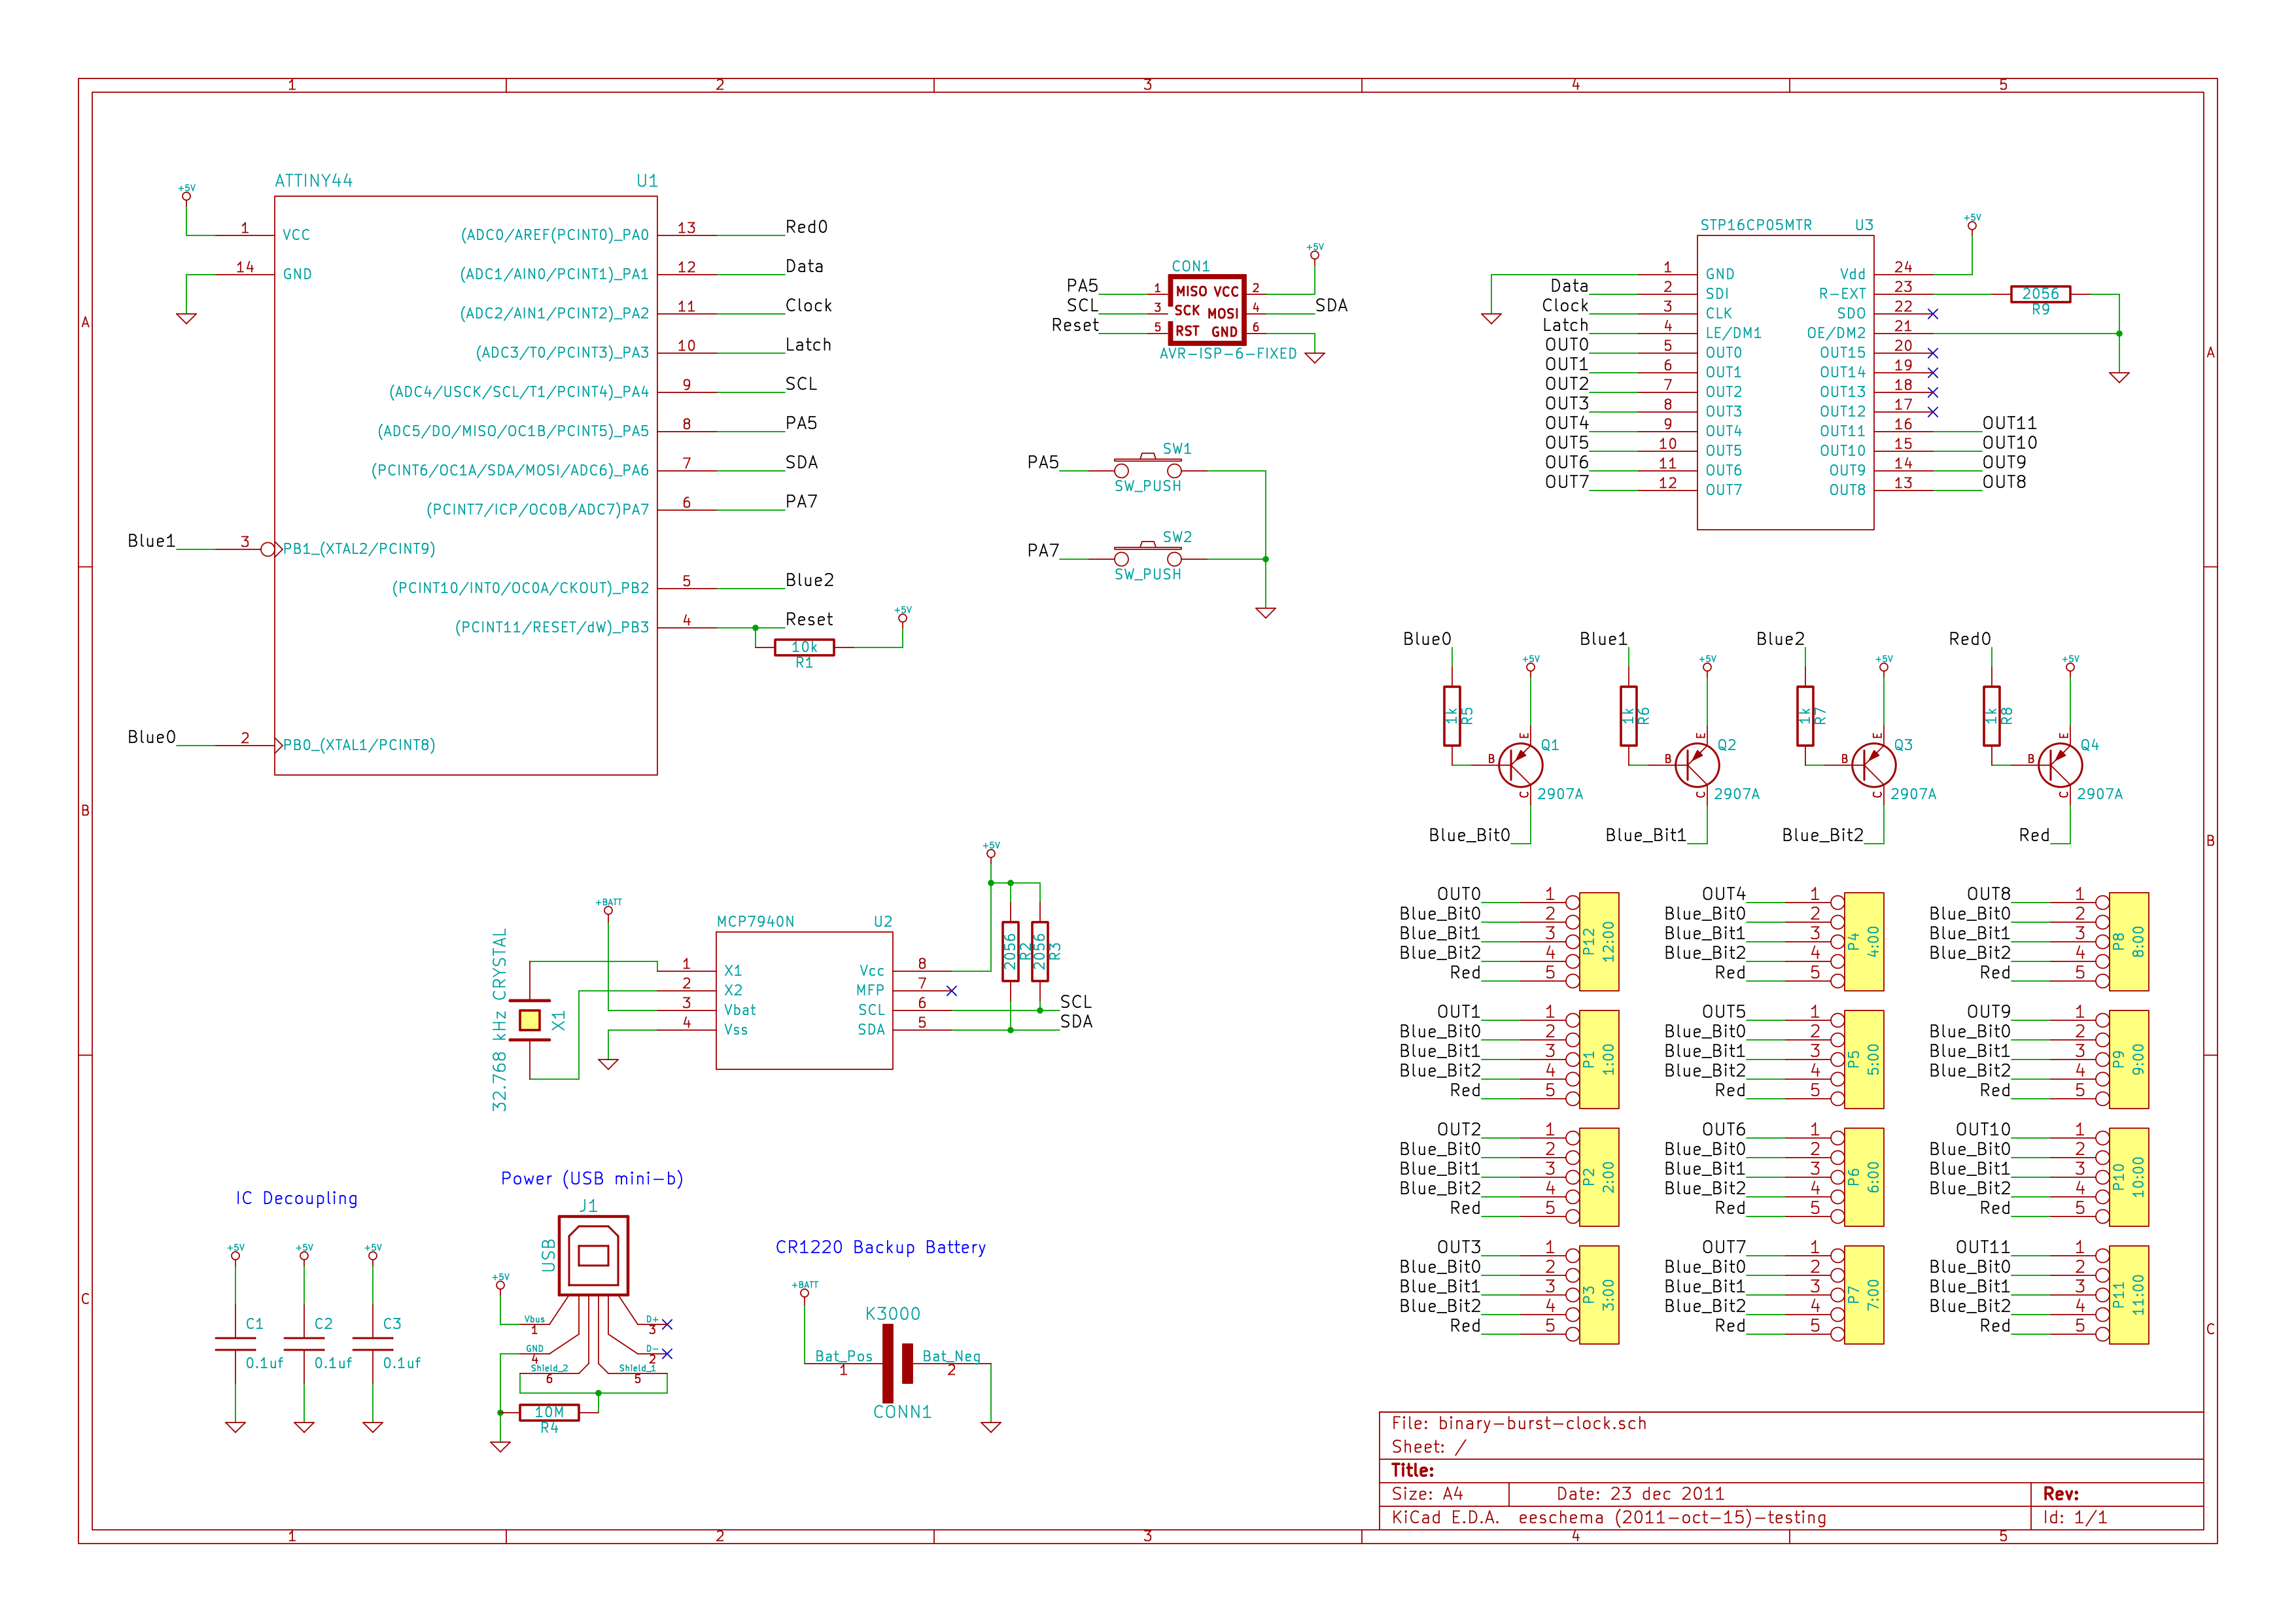 1 2 3 4 5
A
B
C
ATTINY44 U1
+5V
1 VCC
14 GND
(ADC0/AREF(PCINT0)_PA0 13 Red0
(ADC1/AIN0/PCINT1)_PA1 12 Data
(ADC2/AIN1/PCINT2)_PA2 11 Clock
(ADC3/T0/PCINT3)_PA3 10 Latch
(ADC4/USCK/SCL/T1/PCINT4)_PA4 9 SCL
(ADC5/DO/MISO/OC1B/PCINT5)_PA5 8 PA5
(PCINT6/OC1A/SDA/MOSI/ADC6)_PA6 7 SDA
(PCINT7/ICP/OC0B/ADC7)PA7 6 PA7
Blue1 3 PB1_(XTAL2/PCINT9)
(PCINT10/INT0/OC0A/CKOUT)_PB2 5 Blue2
(PCINT11/RESET/dW)_PB3 4 Reset
+5V
10k
R1
Blue0 2 PB0_(XTAL1/PCINT8)
+5V
CON1
PA5 1 MISO VCC 2
SCL 3 SCK MOSI 4 SDA
Reset 5 RST GND 6
AVR-ISP-6-FIXED
SW1
PA5
SW_PUSH
SW2
PA7
SW_PUSH
STP16CP05MTR U3
+5V
1 GND Vdd 24
Data 2 SDI R-EXT 23 2056
R9
Clock 3 CLK SDO 22
Latch 4 LE/DM1 OE/DM2 21
OUT0 5 OUT0 OUT15 20
OUT1 6 OUT1 OUT14 19
OUT2 7 OUT2 OUT13 18
OUT3 8 OUT3 OUT12 17
OUT4 9 OUT4 OUT11 16 OUT11
OUT5 10 OUT5 OUT10 15 OUT10
OUT6 11 OUT6 OUT9 14 OUT9
OUT7 12 OUT7 OUT8 13 OUT8
Blue0 Blue1 Blue2 Red0
+5V +5V +5V +5V
1k R5 1k R6 1k R7 1k R8
E E E E
B Q1 B Q2 B Q3 B Q4
C 2907A C 2907A C 2907A C 2907A
Blue_Bit0 Blue_Bit1 Blue_Bit2 Red
+5V
+BATT
MCP7940N U2
2056 R2 2056 R3
32.768 kHz CRYSTAL
X1
1 X1 Vcc 8
2 X2 MFP 7
3 Vbat SCL 6 SCL
4 Vss SDA 5 SDA
OUT0 1 OUT4 1 OUT8 1
Blue_Bit0 2 Blue_Bit0 2 Blue_Bit0 2
Blue_Bit1 3 Blue_Bit1 3 Blue_Bit1 3
Blue_Bit2 4 Blue_Bit2 4 Blue_Bit2 4
Red 5 Red 5 Red 5
P12 12:00 P4 4:00 P8 8:00
OUT1 1 OUT5 1 OUT9 1
Blue_Bit0 2 Blue_Bit0 2 Blue_Bit0 2
Blue_Bit1 3 Blue_Bit1 3 Blue_Bit1 3
Blue_Bit2 4 Blue_Bit2 4 Blue_Bit2 4
Red 5 Red 5 Red 5
P1 1:00 P5 5:00 P9 9:00
OUT2 1 OUT6 1 OUT10 1
Blue_Bit0 2 Blue_Bit0 2 Blue_Bit0 2
Blue_Bit1 3 Blue_Bit1 3 Blue_Bit1 3
Blue_Bit2 4 Blue_Bit2 4 Blue_Bit2 4
Red 5 Red 5 Red 5
P2 2:00 P6 6:00 P10 10:00
OUT3 1 OUT7 1 OUT11 1
Blue_Bit0 2 Blue_Bit0 2 Blue_Bit0 2
Blue_Bit1 3 Blue_Bit1 3 Blue_Bit1 3
Blue_Bit2 4 Blue_Bit2 4 Blue_Bit2 4
Red 5 Red 5 Red 5
P3 3:00 P7 7:00 P11 11:00
IC Decoupling
+5V +5V +5V
C1 C2 C3
0.1uf 0.1uf 0.1uf
Power (USB mini-b)
J1
USB
+5V
Vbus 1 D+ 3
GND 4 D- 2
Shield_2 6 Shield_1 5
10M
R4
CR1220 Backup Battery
+BATT
K3000
Bat_Pos 1 Bat_Neg 2
CONN1
File: binary-burst-clock.sch
Sheet: /
Title:
Size: A4 Date: 23 dec 2011 Rev:
KiCad E.D.A. eeschema (2011-oct-15)-testing Id: 1/1
A
B
C
1 2 3 4 5